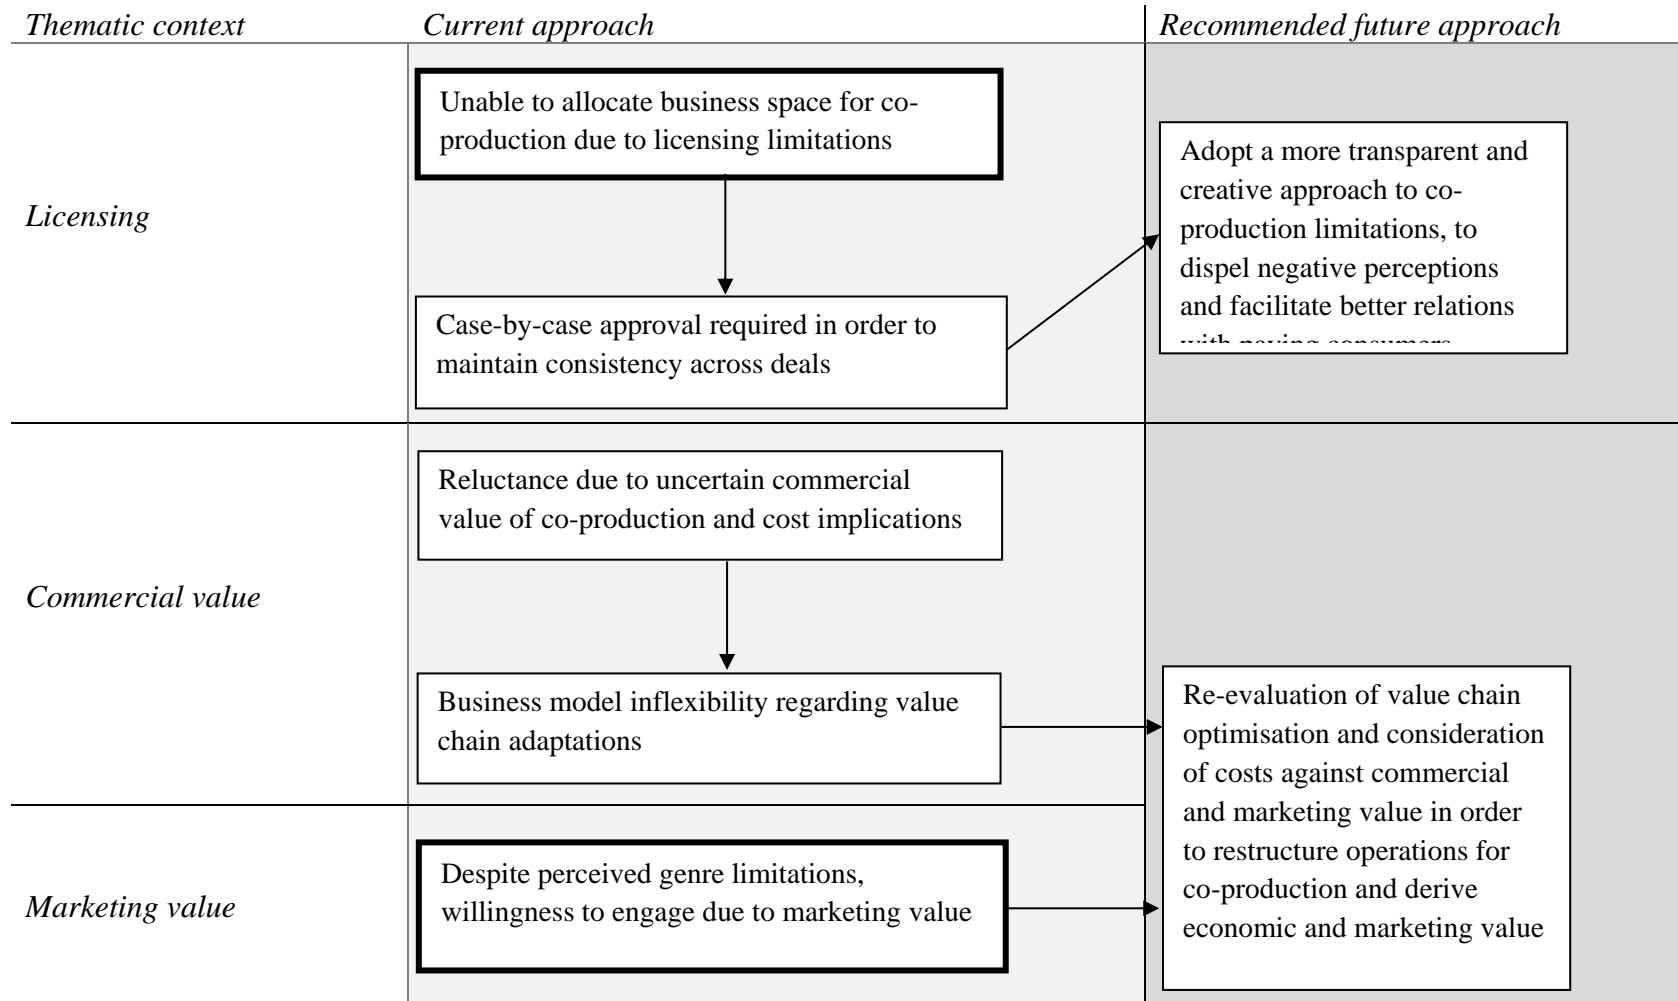 Thematic context
Current approach
Recommended future approach
Licensing
Unable to allocate business space for co-
production due to licensing limitations
Case-by-case approval required in order to
maintain consistency across deals
Adopt a more transparent and
creative approach to co-
production limitations, to
dispel negative perceptions
and facilitate better relations
with paying consumers
Commercial value
Reluctance due to uncertain commercial
value of co-production and cost implications
Business model inflexibility regarding value
chain adaptations
Marketing value
Despite perceived genre limitations,
willingness to engage due to marketing value
Re-evaluation of value chain
optimisation and consideration
of costs against commercial
and marketing value in order
to restructure operations for
co-production and derive
economic and marketing value